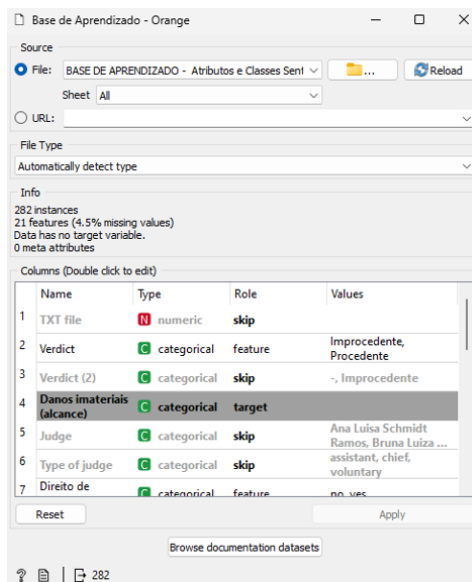 Base de Aprendizado - Orange
Source
File: BASE DE APRENDIZADO - Atributos e Classes Sent ... Reload
Sheet All
URL:
File Type
Automatically detect type
Info
282 instances
21 features (4.5% missing values)
Data has no target variable.
0 meta attributes
Columns (Double click to edit)
Name Type Role Values
1 TXT file N numeric skip
2 Verdict C categorical feature Improcedente, Procedente
3 Verdict (2) C categorical skip -, Improcedente
4 Danos imateriais (alcance) C categorical target
5 Judge C categorical skip Ana Luisa Schmidt Ramos, Bruna Luiza ...
6 Type of judge C categorical skip assistant, chief, voluntary
7 Direito de C categorical feature no, yes
Reset Apply
Browse documentation datasets
? 282